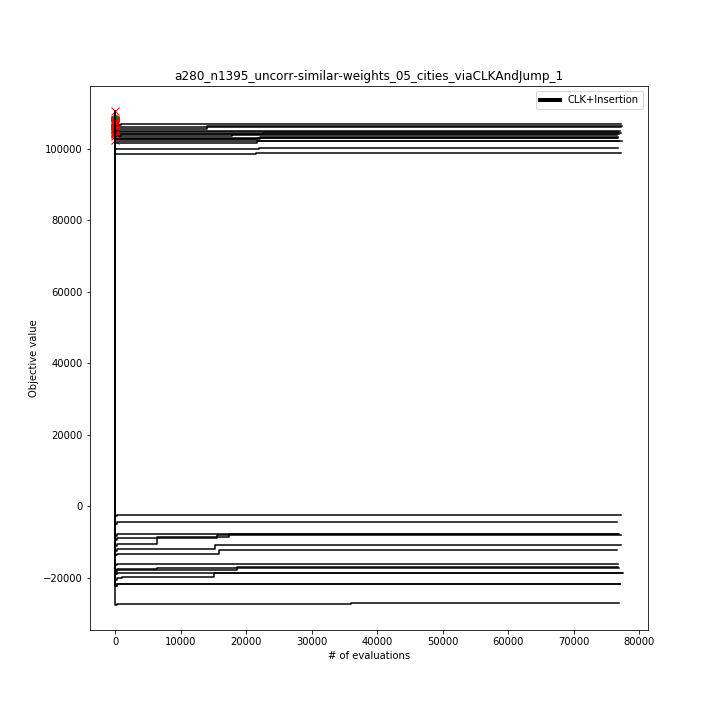 a280_n1395_uncorr-similar-weights_05_cities_viaCLKAndJump_1
CLK+Insertion
100000
80000
60000
40000
20000
0
−20000
Objective value
0 10000 20000 30000 40000 50000 60000 70000 80000
# of evaluations